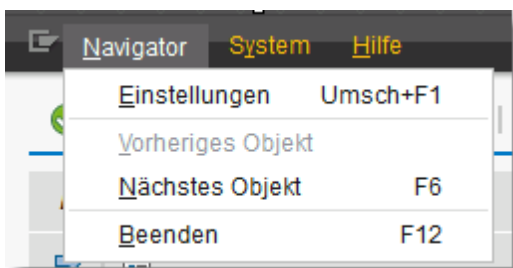 Navigator System Hilfe
Einstellungen Umsch+F1
Vorheriges Objekt
Nächstes Objekt F6
Beenden F12